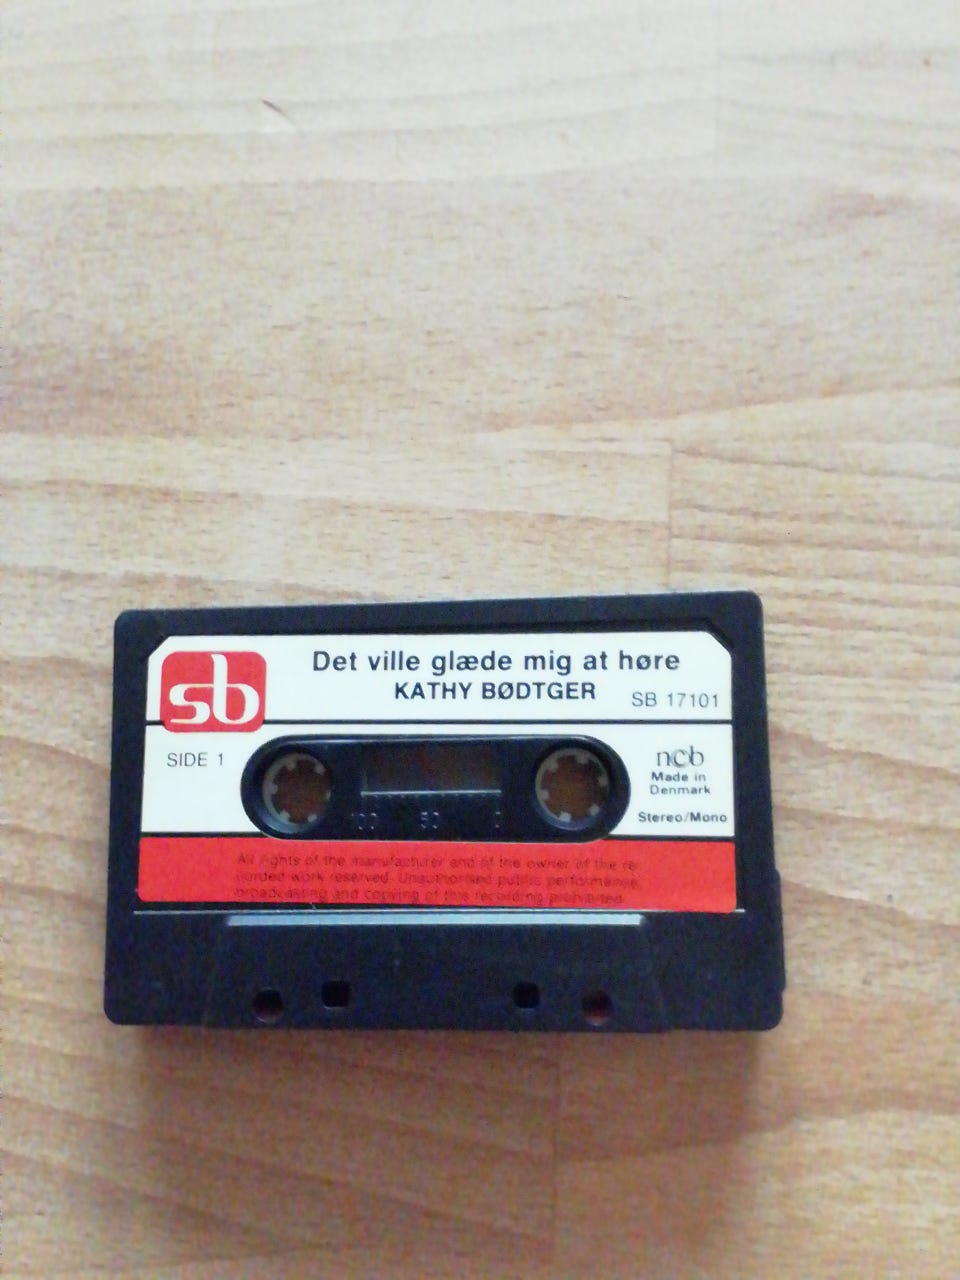 sb
Det ville glæde mig at høre
KATHY BØDTGER
SB 17101
SIDE 1
ncb
Made in
Denmark
Stereo/Mono
100 50 0
All rights of the manufacturer and of the owner of the re-
corded work reserved. Unauthorised public performance,
broadcasting and copying of this recording prohibited.